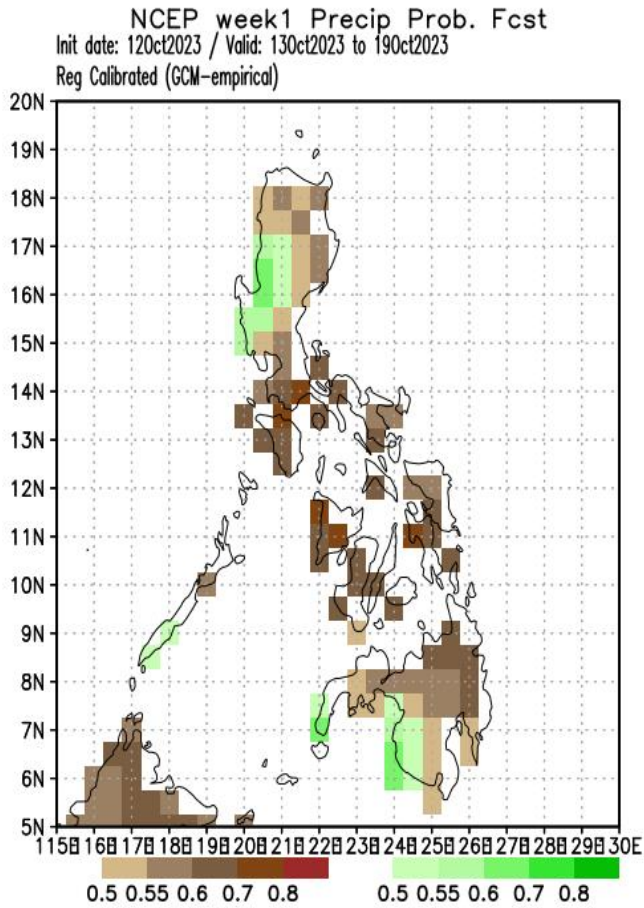 NCEP week1 Precip Prob. Fcst
Init date: 12Oct2023 / Valid: 13Oct2023 to 19Oct2023
Reg Calibrated (GCM-empirical)
20N
19N
18N
17N
16N
15N
14N
13N
12N
11N
10N
9N
8N
7N
6N
5N
115E 116E 117E 118E 119E 120E 121E 122E 123E 124E 125E 126E 127E 128E 129E 130E
0.5 0.55 0.6 0.7 0.8 0.5 0.55 0.6 0.7 0.8